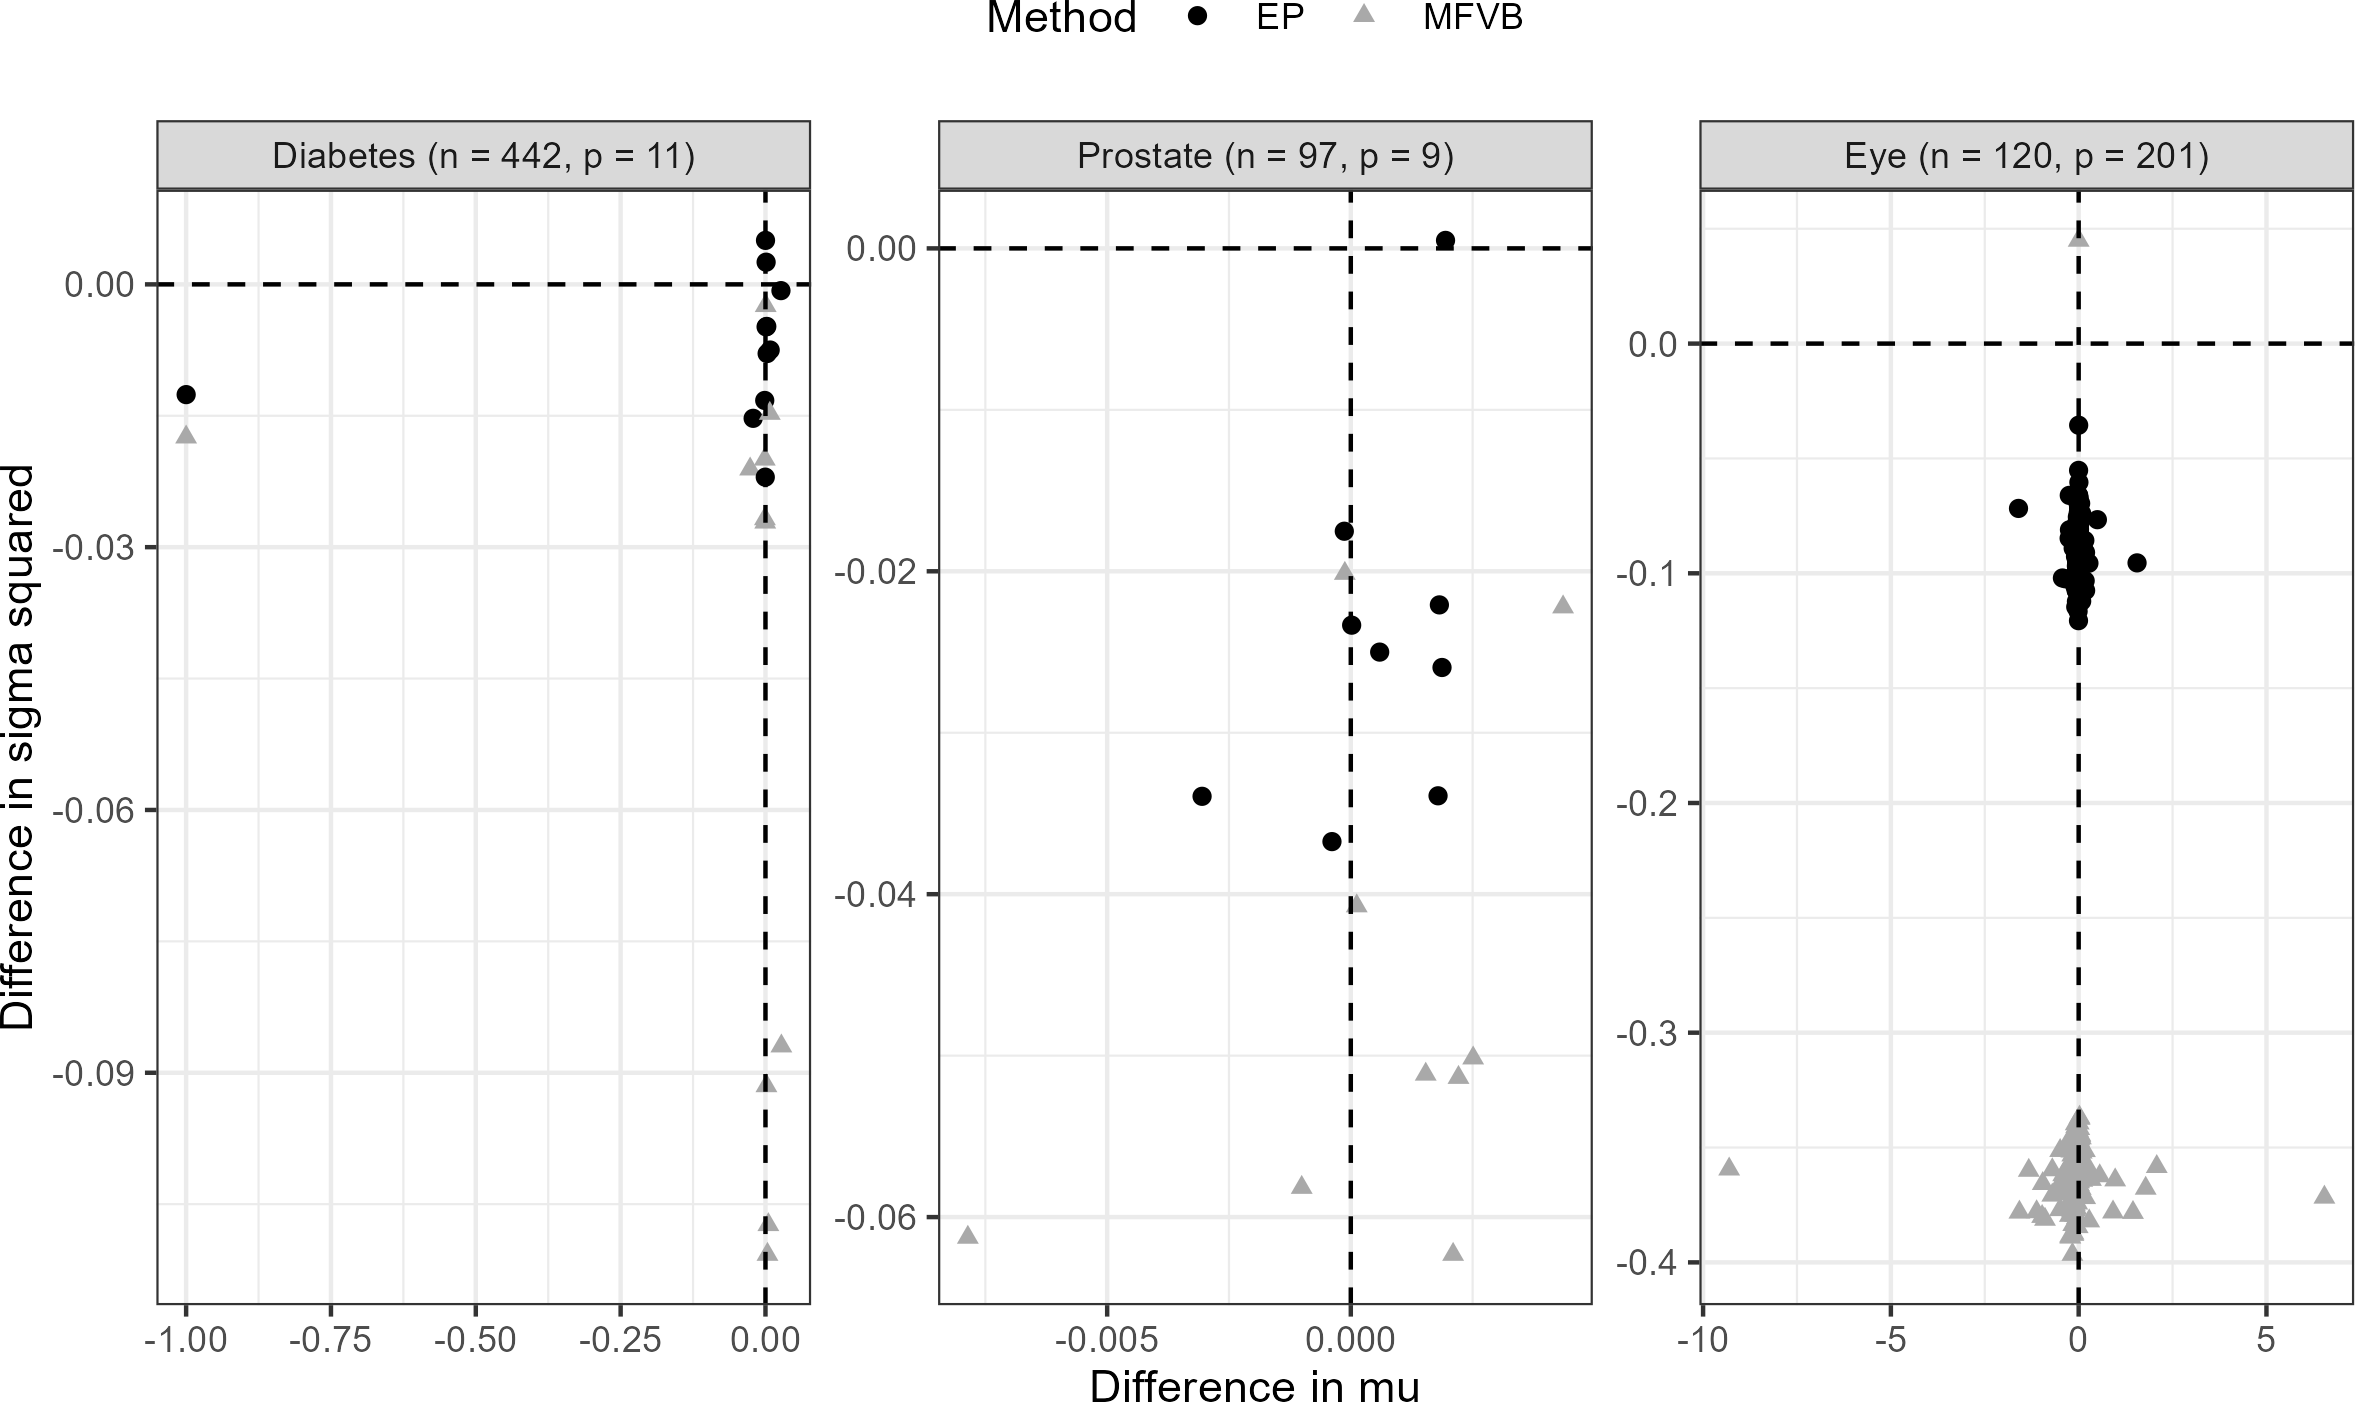 Method EP MFVB
Diabetes (n = 442, p = 11)
Prostate (n = 97, p = 9)
Eye (n = 120, p = 201)
Difference in sigma squared
0.00
-0.03
-0.06
-0.09
-1.00 -0.75 -0.50 -0.25 0.00
0.00
-0.02
-0.04
-0.06
-0.005 0.000
0.0
-0.1
-0.2
-0.3
-0.4
-10 -5 0 5
Difference in mu